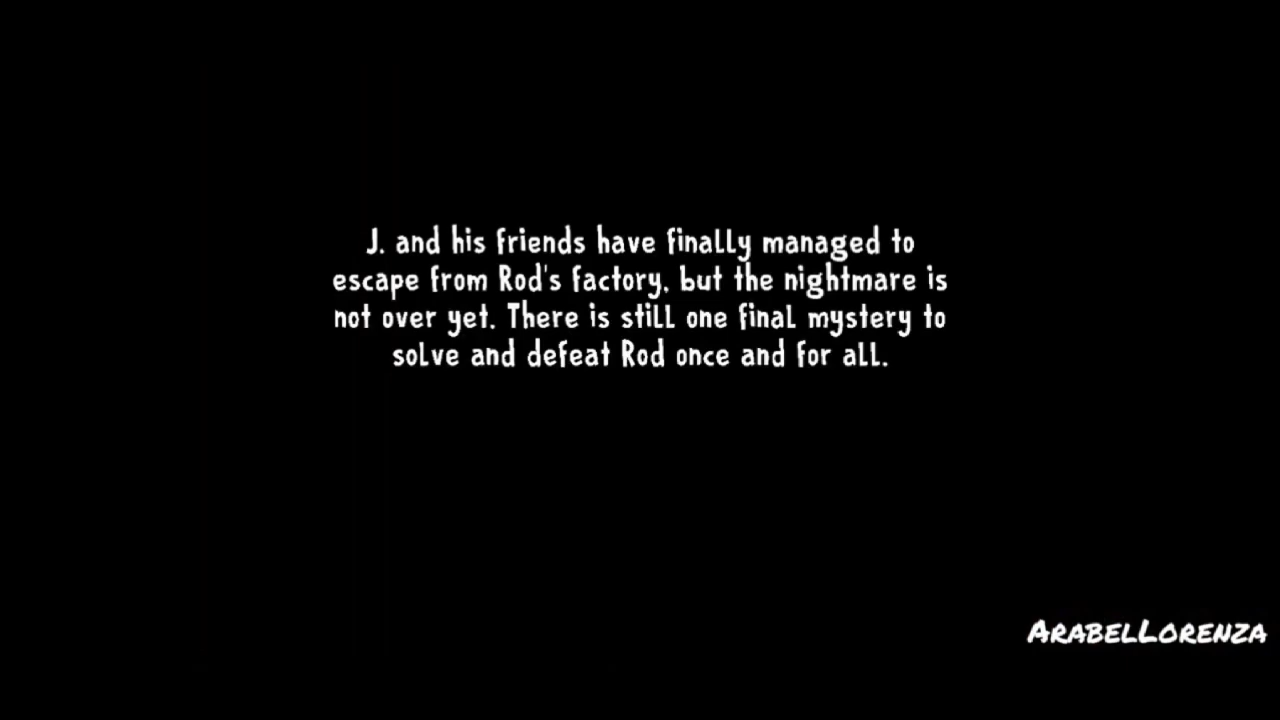 J. and his friends have finally managed to
escape from Rod's factory, but the nightmare is
not over yet. There is still one final mystery to
solve and defeat Rod once and for all.
ArabelLorenza